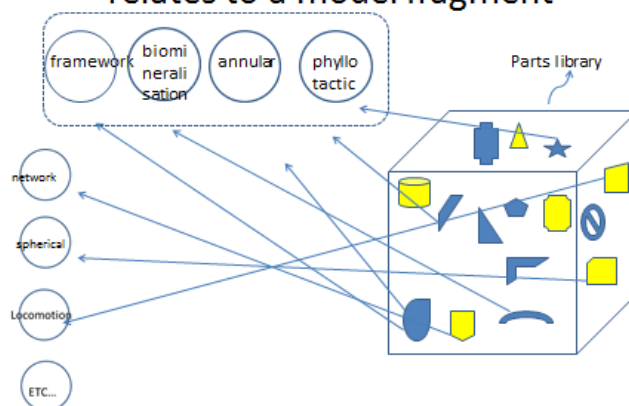 relates to a model fragment
framework
biomi
nerali
sation
annular
phyllo
tactic
Parts library
network
spherical
Locomotion
ETC...